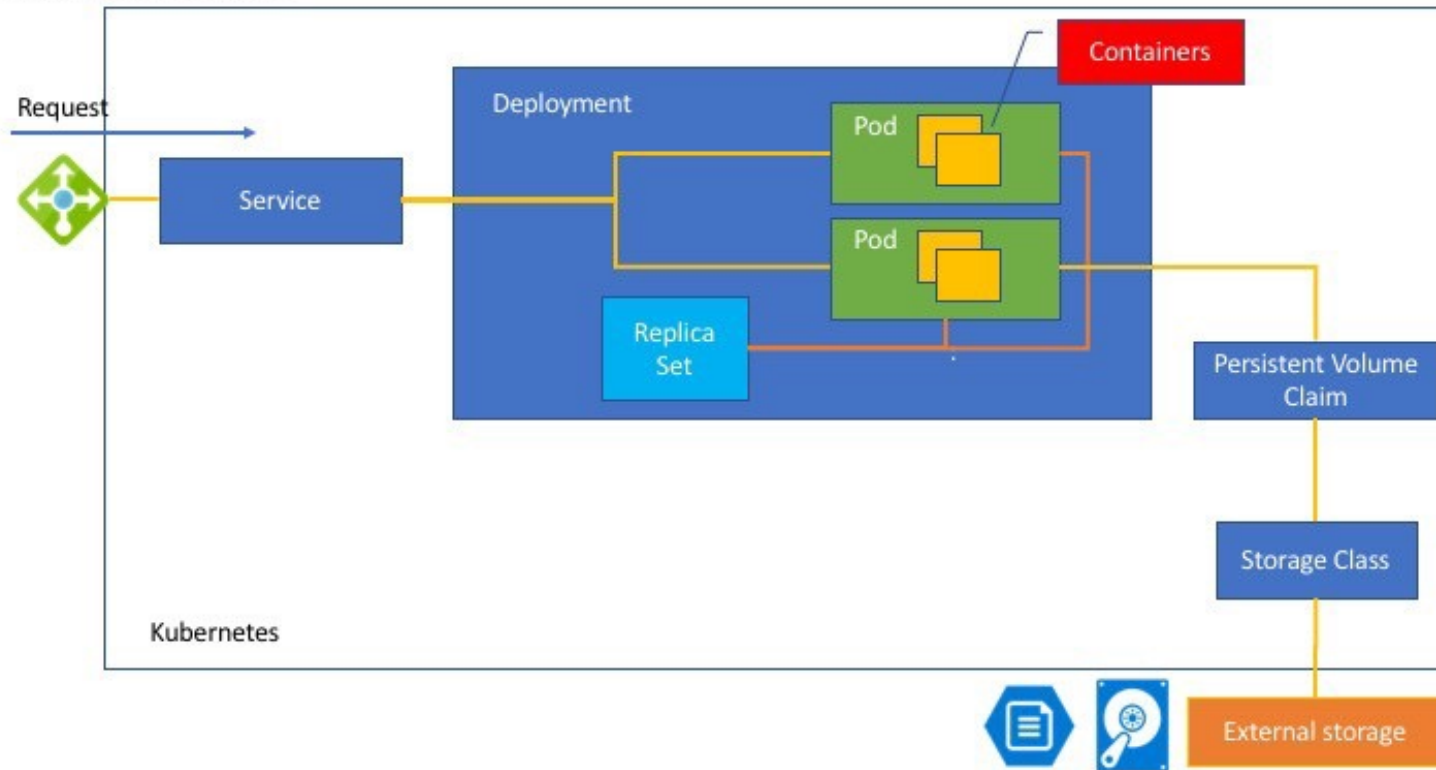 Containers
Request
Deployment
Pod
Service
Pod
Replica
Set
Persistent Volume
Claim
Storage Class
Kubernetes
External storage